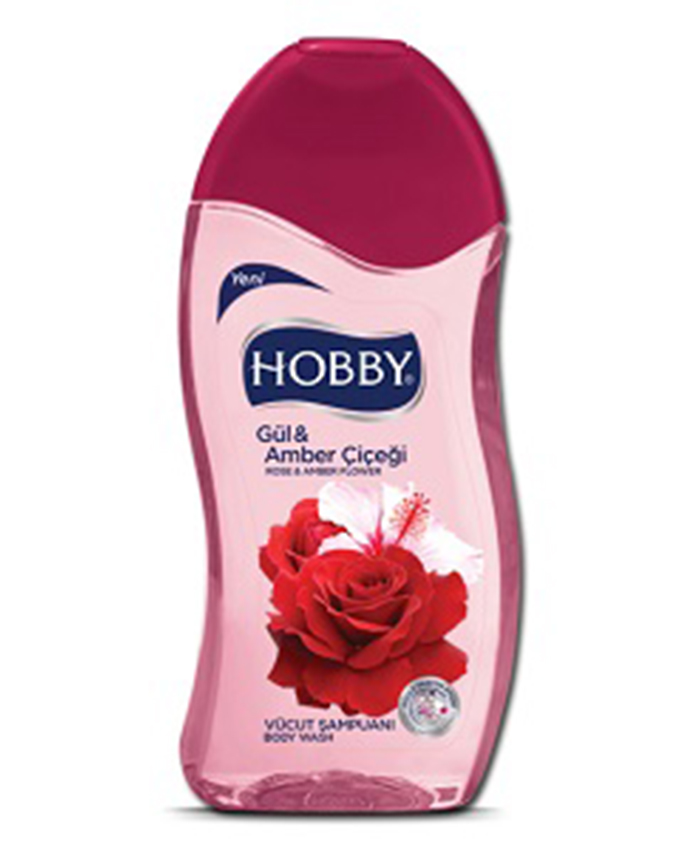 Yeni
HOBBY®
Gül &
Amber Çiçeği
ROSE & AMBER FLOWER
VÜCUT ŞAMPUANI
BODY WASH